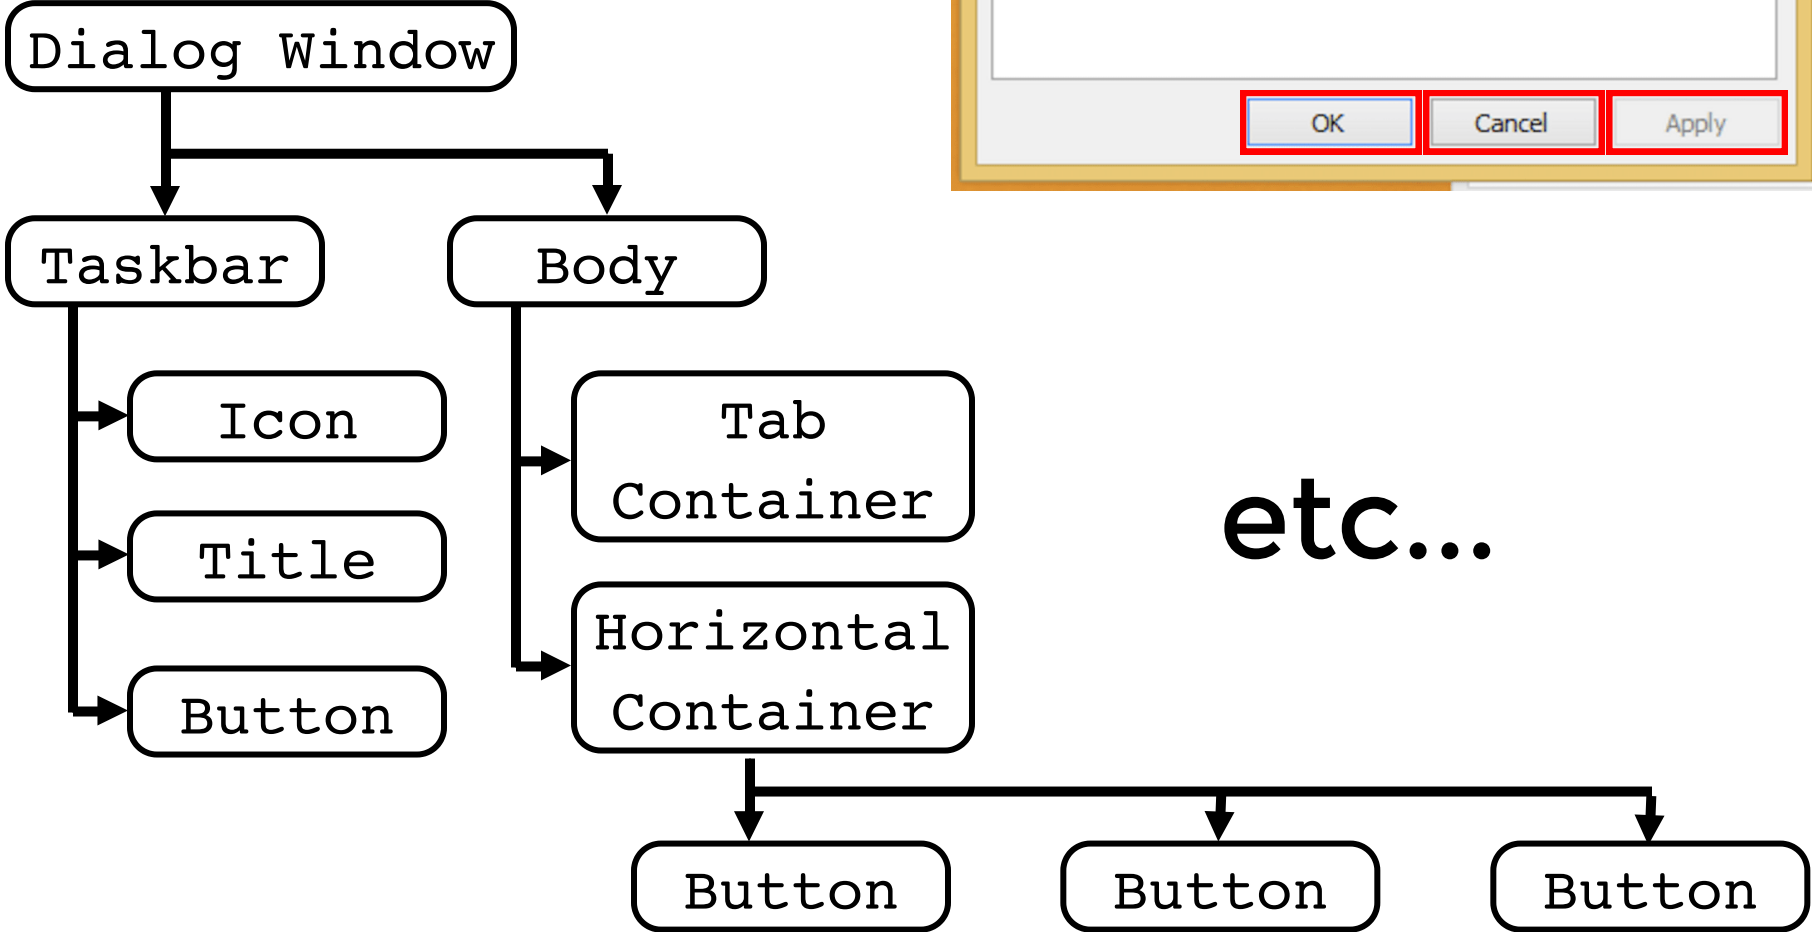 Dialog Window
OK
Cancel
Apply
Taskbar
Body
Icon
Tab
Container
Title
etc...
Horizontal
Container
Button
Button
Button
Button